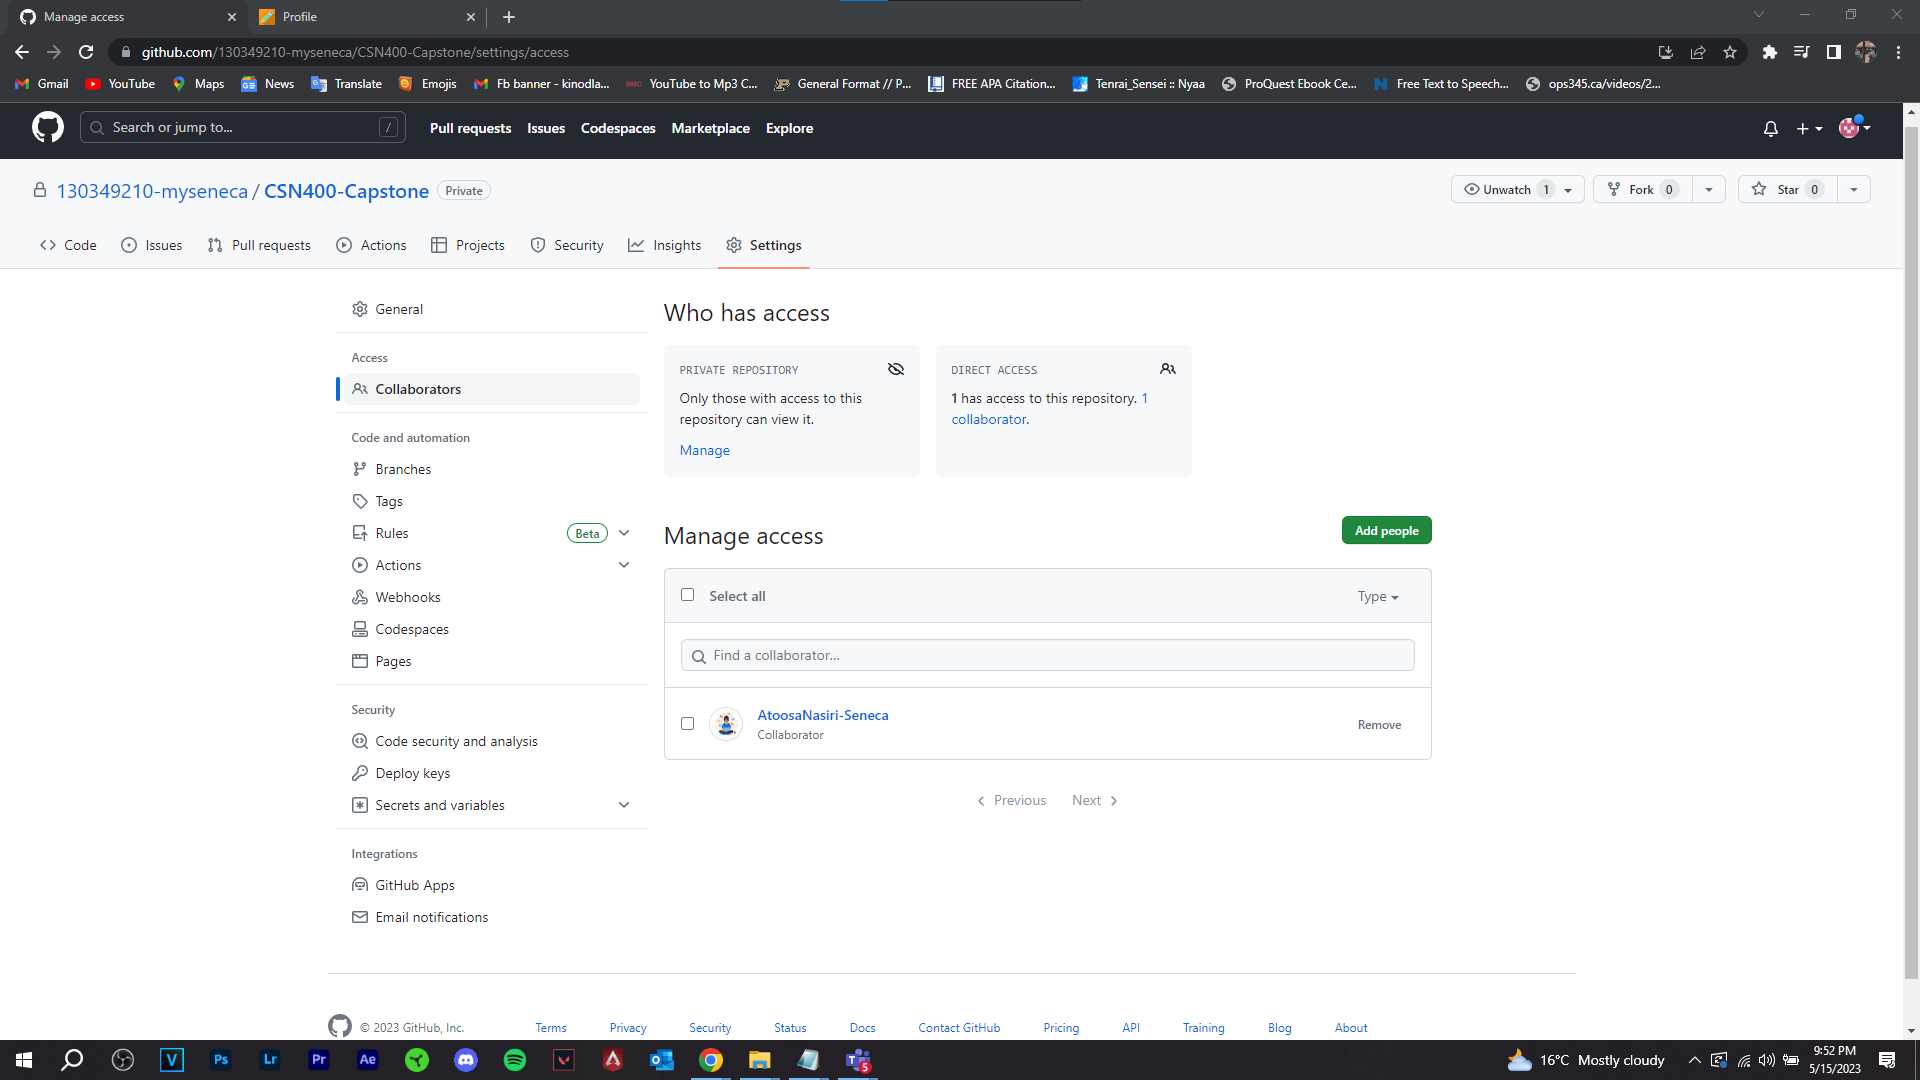 Manage access
Profile
github.com/130349210-myseneca/CSN400-Capstone/settings/access
Gmail
YouTube
Maps
News
Translate
Emojis
Fb banner - kinodla...
YouTube to Mp3 C...
General Format // P...
FREE APA Citation...
Tenrai_Sensei :: Nyaa
ProQuest Ebook Ce...
Free Text to Speech...
ops345.ca/videos/2...
Search or jump to... /
Pull requests
Issues
Codespaces
Marketplace
Explore
130349210-myseneca / CSN400-Capstone Private
Unwatch 1
Fork 0
Star 0
Code
Issues
Pull requests
Actions
Projects
Security
Insights
Settings
General
Access
Collaborators
Code and automation
Branches
Tags
Rules Beta
Actions
Webhooks
Codespaces
Pages
Security
Code security and analysis
Deploy keys
Secrets and variables
Integrations
GitHub Apps
Email notifications
Who has access
PRIVATE REPOSITORY
Only those with access to this
repository can view it.
Manage
DIRECT ACCESS
1 has access to this repository. 1
collaborator.
Manage access
Add people
Select all
Type
Find a collaborator...
AtoosaNasiri-Seneca
Collaborator
Remove
Previous
Next
© 2023 GitHub, Inc.
Terms
Privacy
Security
Status
Docs
Contact GitHub
Pricing
API
Training
Blog
About
V
Ps
Lr
Pr
Ae
5
16°C Mostly cloudy
9:52 PM
5/15/2023